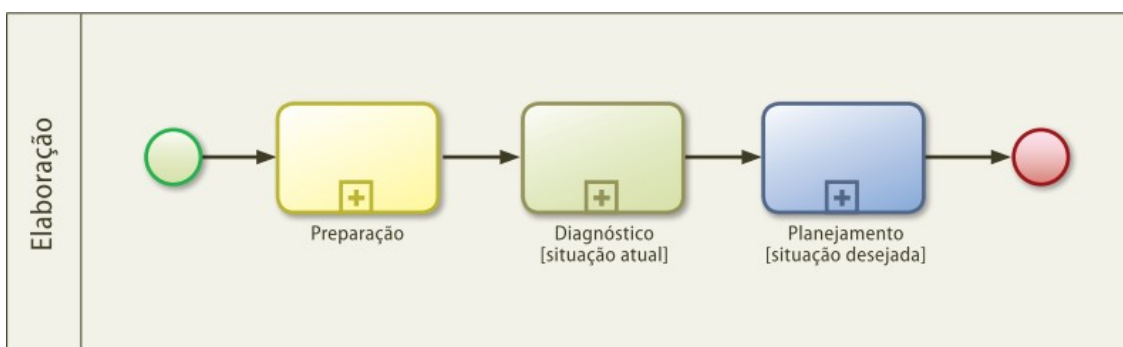 Elaboração
Preparação
Diagnóstico
[situação atual]
Planejamento
[situação desejada]